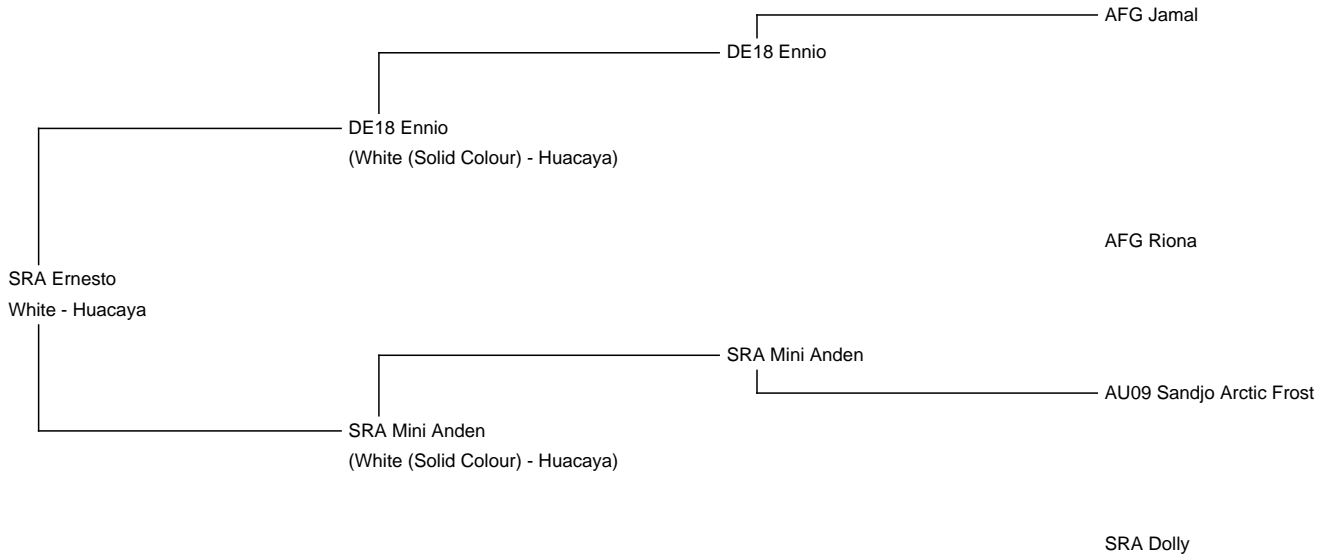 AFG Jamal
DE18 Ennio
DE18 Ennio
(White (Solid Colour) - Huacaya)
AFG Riona
SRA Ernesto
White - Huacaya
SRA Mini Anden
AU09 Sandjo Arctic Frost
SRA Mini Anden
(White (Solid Colour) - Huacaya)
SRA Dolly